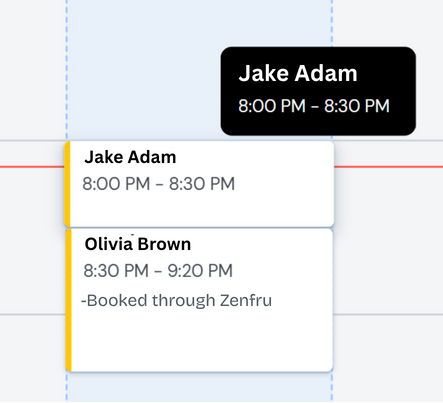 Jake Adam
8:00 PM – 8:30 PM
Jake Adam
8:00 PM – 8:30 PM
Olivia Brown
8:30 PM – 9:20 PM
-Booked through Zenfru